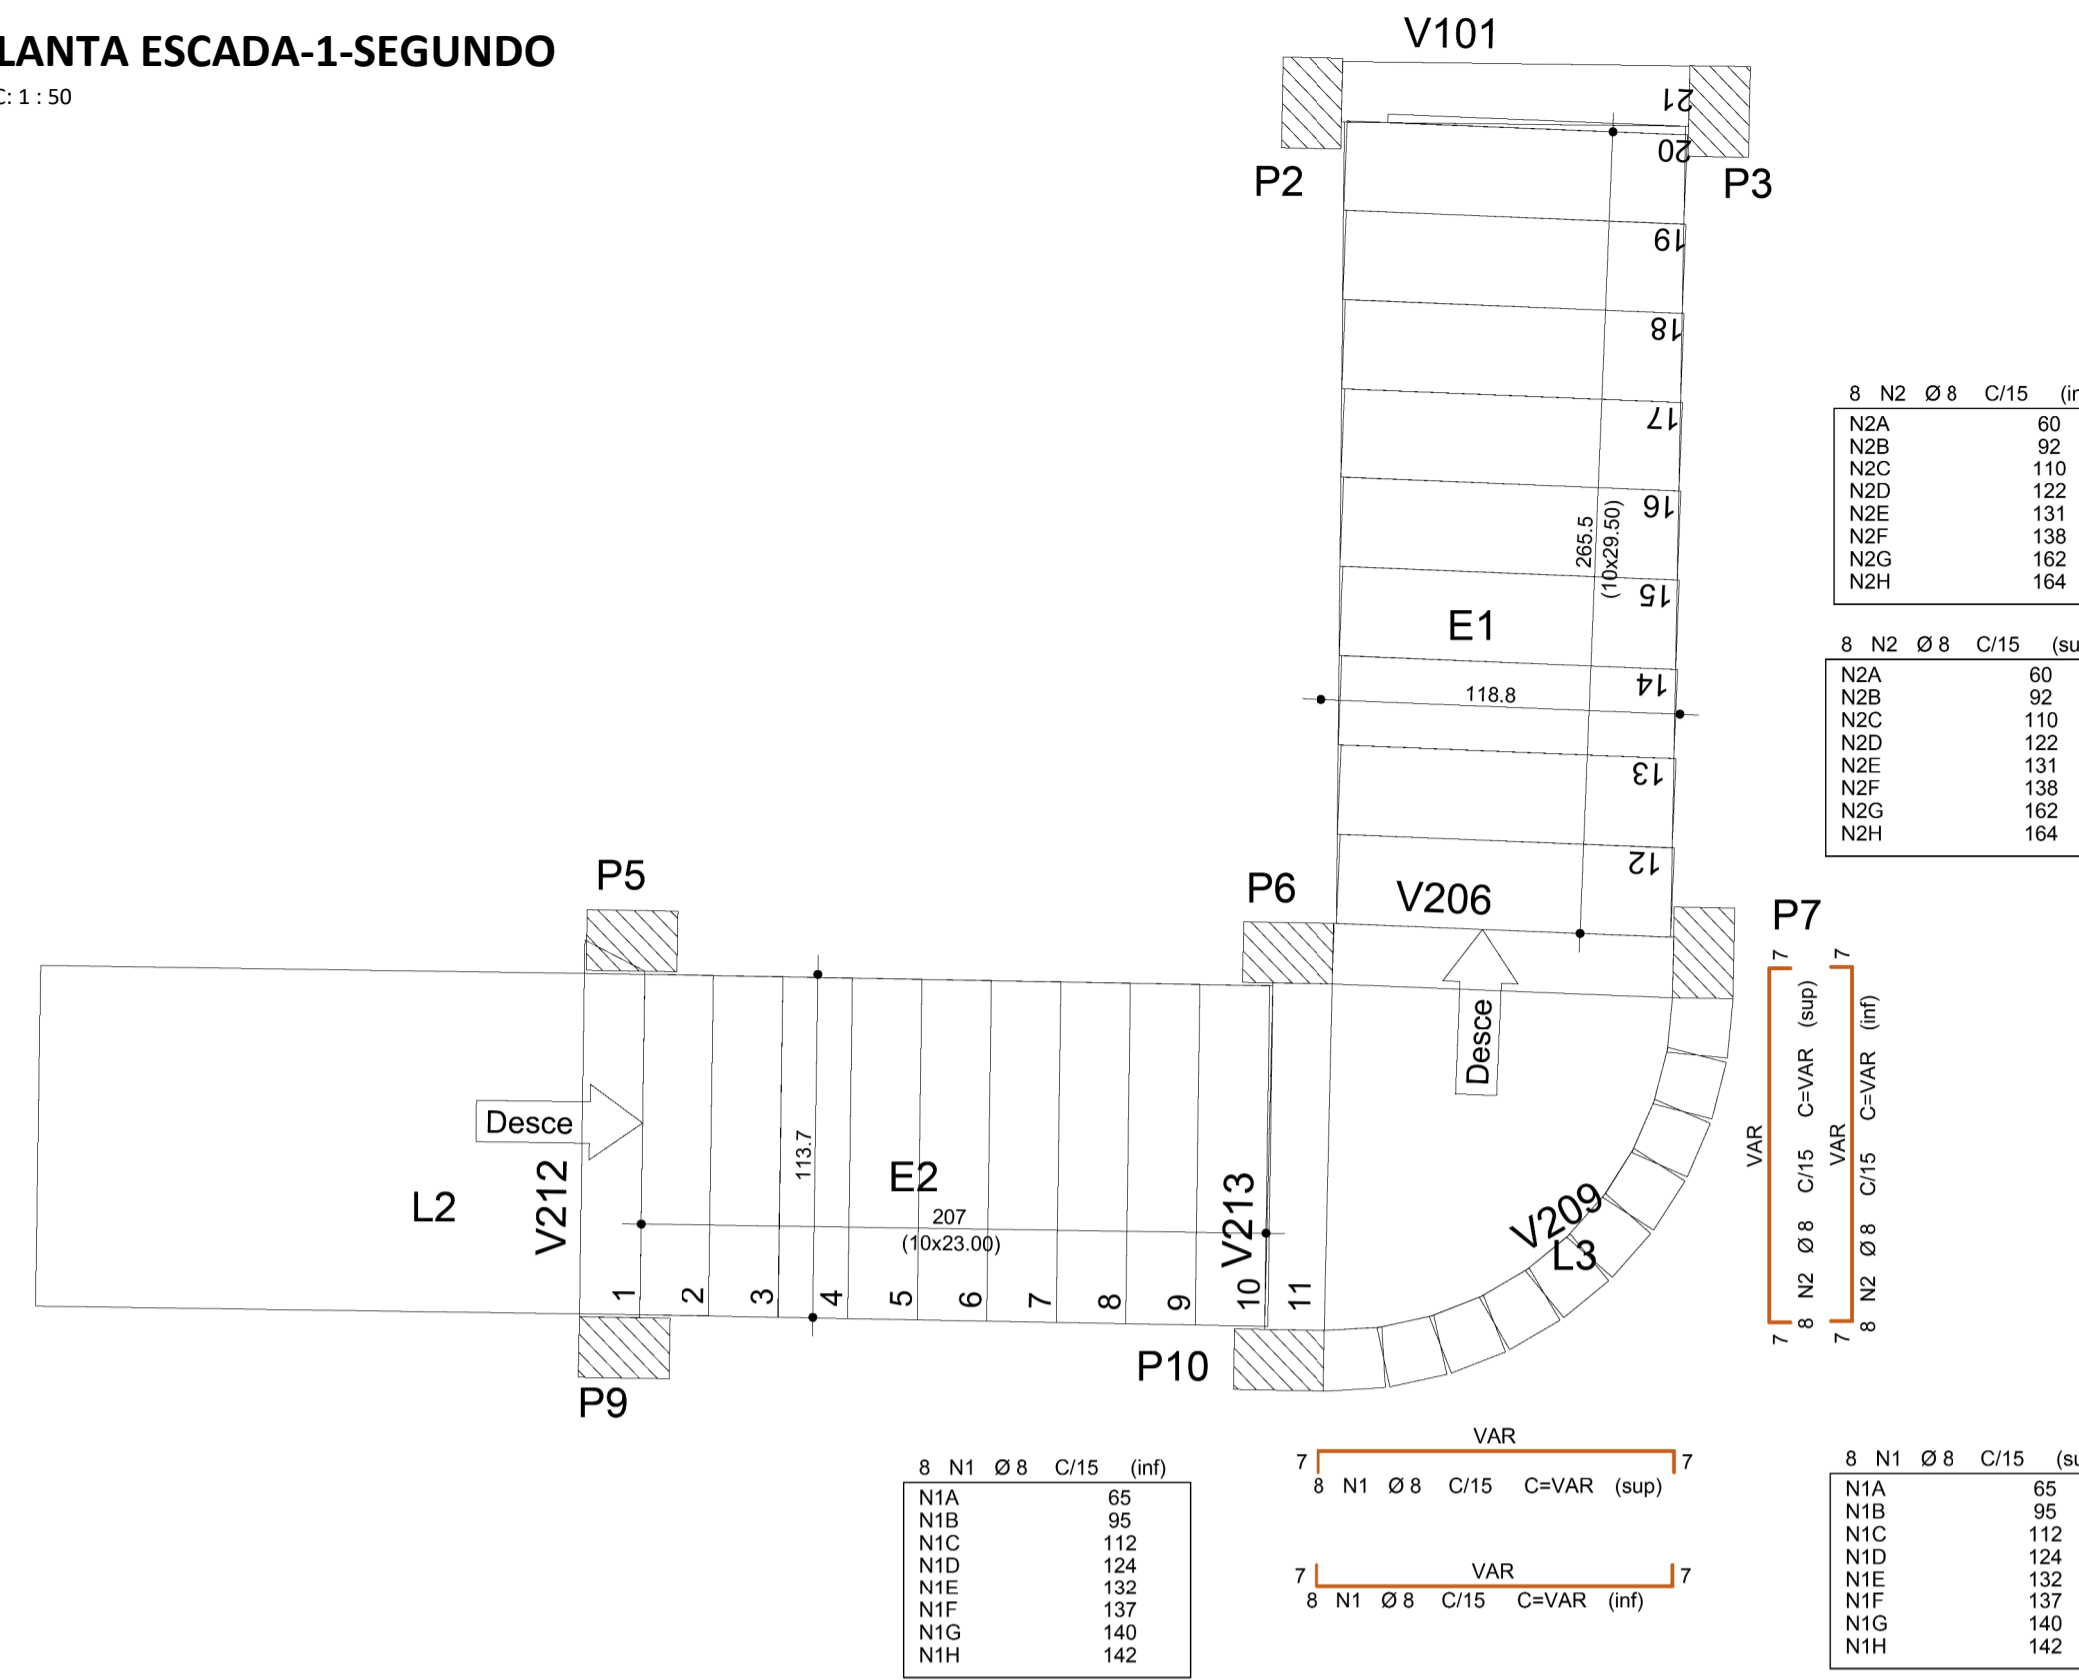 LANTA ESCADA-1-SEGUNDO
C: 1 : 50
V101
21
20
P2
P3
19
18
17
16
265.5
(10x29.50)
15
E1
14
118.8
13
12
V206
P5
P6
P7
Desce
Desce
L2
V212
113.7
E2
207
(10x23.00)
V213
V209
L3
1
2
3
4
5
6
7
8
9
10
11
P9
P10
8 N2 Ø 8 C/15 (in
N2A 60
N2B 92
N2C 110
N2D 122
N2E 131
N2F 138
N2G 162
N2H 164
8 N2 Ø 8 C/15 (su
N2A 60
N2B 92
N2C 110
N2D 122
N2E 131
N2F 138
N2G 162
N2H 164
7
VAR
8 N2 Ø 8 C/15 C=VAR (sup)
7
7
VAR
8 N2 Ø 8 C/15 C=VAR (inf)
7
8 N1 Ø 8 C/15 (inf)
N1A 65
N1B 95
N1C 112
N1D 124
N1E 132
N1F 137
N1G 140
N1H 142
VAR
7 7
8 N1 Ø 8 C/15 C=VAR (sup)
VAR
7 7
8 N1 Ø 8 C/15 C=VAR (inf)
8 N1 Ø 8 C/15 (su
N1A 65
N1B 95
N1C 112
N1D 124
N1E 132
N1F 137
N1G 140
N1H 142